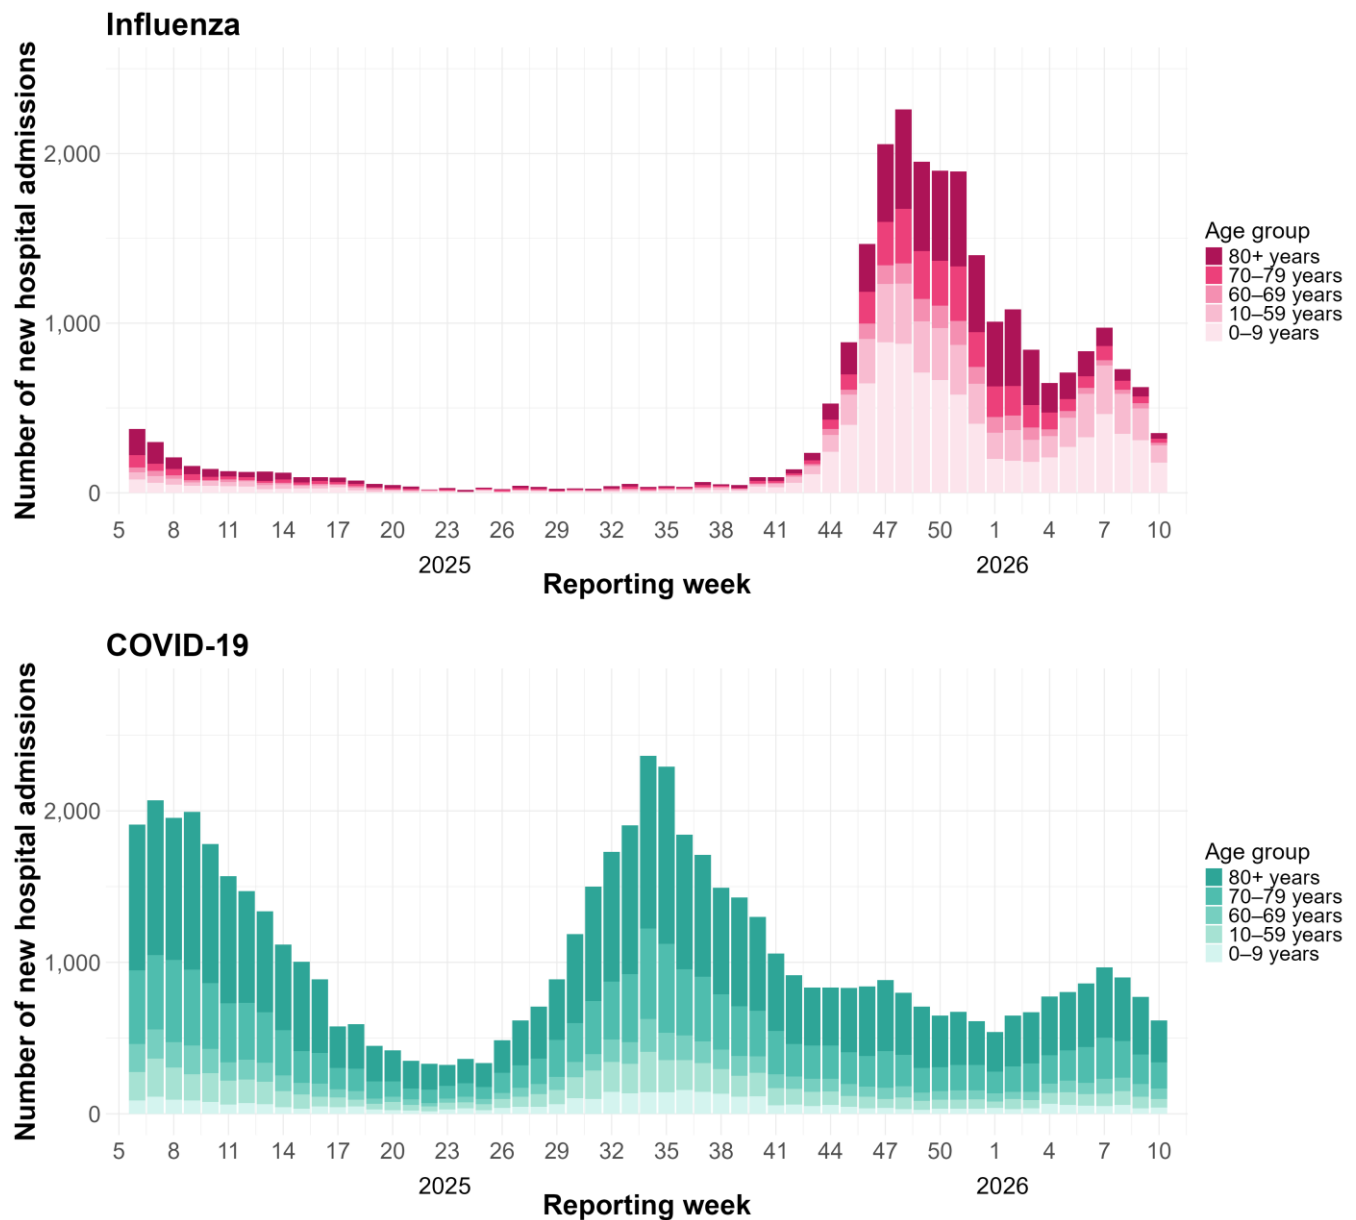 Influenza
Number of new hospital admissions
2,000
1,000
0
5 8 11 14 17 20 23 26 29 32 35 38 41 44 47 50 1 4 7 10
2025 2026
Reporting week
Age group
80+ years
70–79 years
60–69 years
10–59 years
0–9 years
COVID-19
Number of new hospital admissions
2,000
1,000
0
5 8 11 14 17 20 23 26 29 32 35 38 41 44 47 50 1 4 7 10
2025 2026
Reporting week
Age group
80+ years
70–79 years
60–69 years
10–59 years
0–9 years